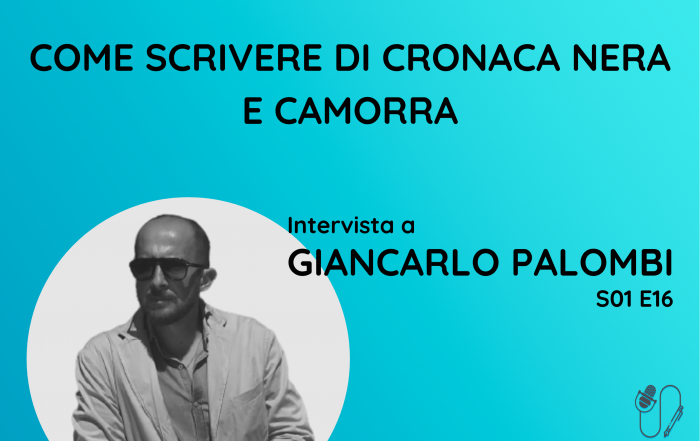 COME SCRIVERE DI CRONACA NERA
E CAMORRA
Intervista a
GIANCARLO PALOMBI
S01 E16